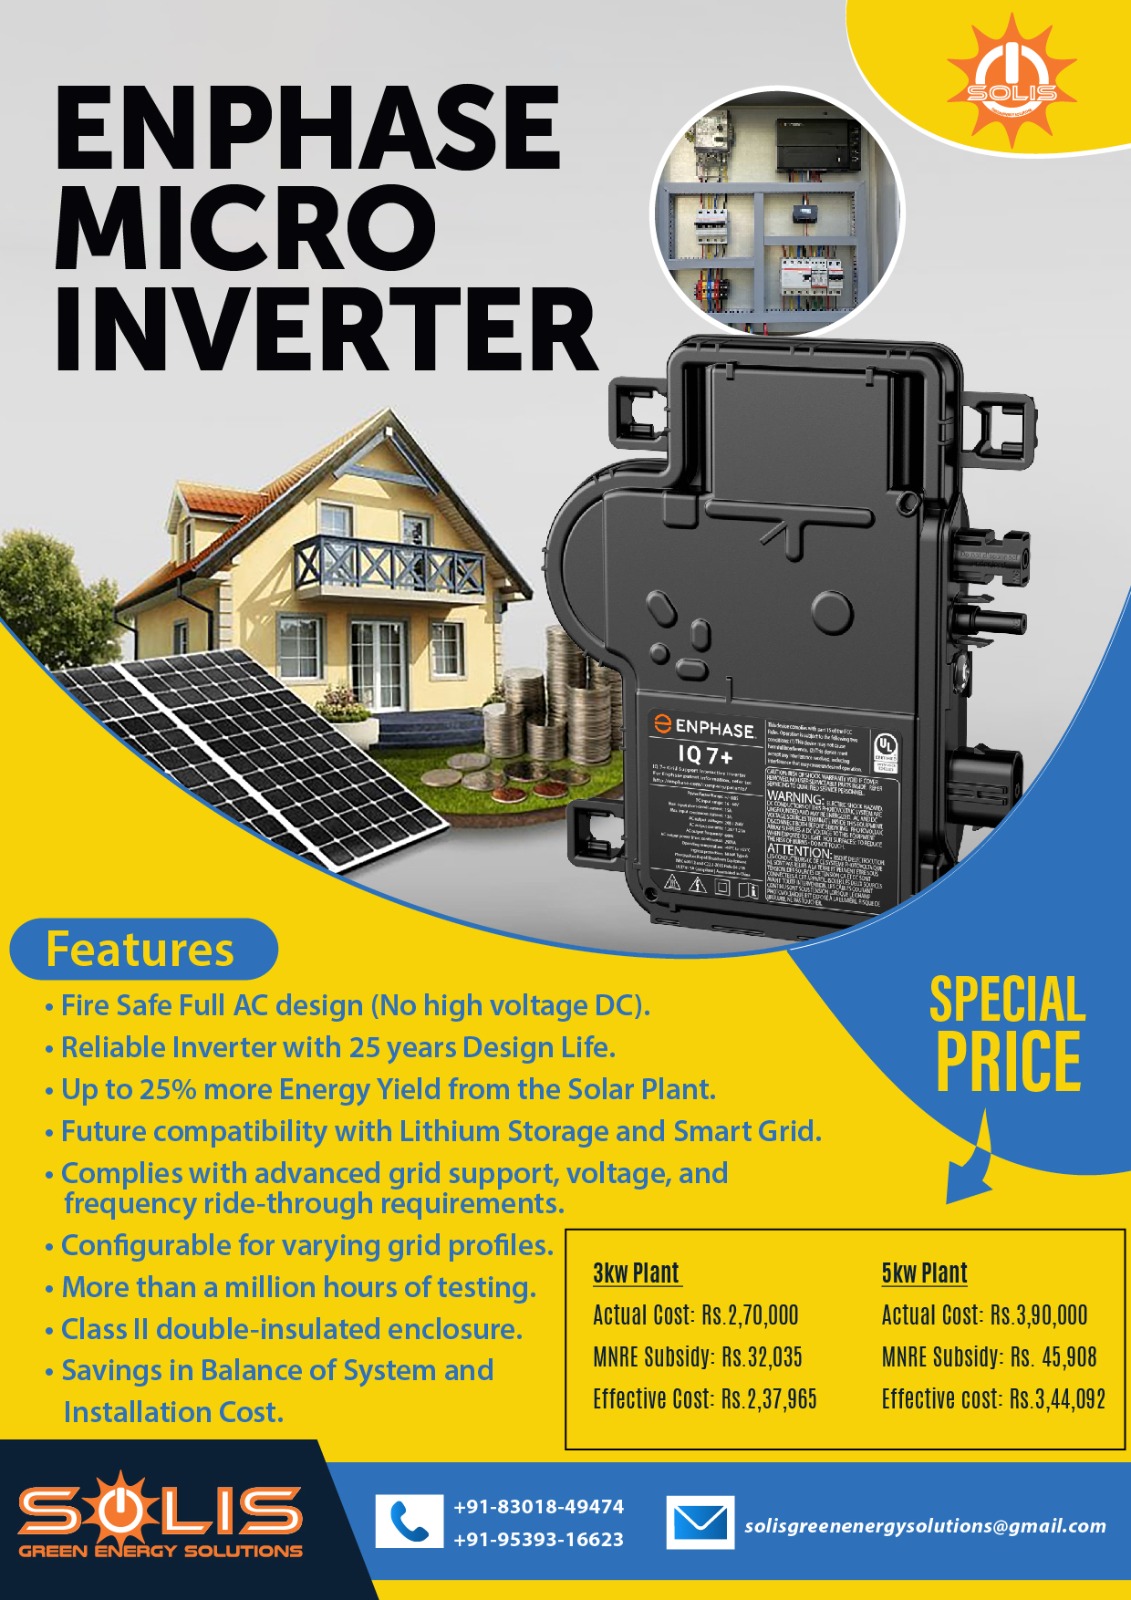 SOLIS
ENPHASE
MICRO
INVERTER
ENPHASE
IQ 7+
WARNING:
ATTENTION:
Features
• Fire Safe Full AC design (No high voltage DC).
• Reliable Inverter with 25 years Design Life.
• Up to 25% more Energy Yield from the Solar Plant.
• Future compatibility with Lithium Storage and Smart Grid.
• Complies with advanced grid support, voltage, and
frequency ride-through requirements.
• Configurable for varying grid profiles.
• More than a million hours of testing.
• Class II double-insulated enclosure.
• Savings in Balance of System and
Installation Cost.
SPECIAL
PRICE
3kw Plant
Actual Cost: Rs.2,70,000
MNRE Subsidy: Rs.32,035
Effective Cost: Rs.2,37,965
5kw Plant
Actual Cost: Rs.3,90,000
MNRE Subsidy: Rs. 45,908
Effective cost: Rs.3,44,092
SOLIS
GREEN ENERGY SOLUTIONS
+91-83018-49474
+91-95393-16623
solisgreenenergysolutions@gmail.com